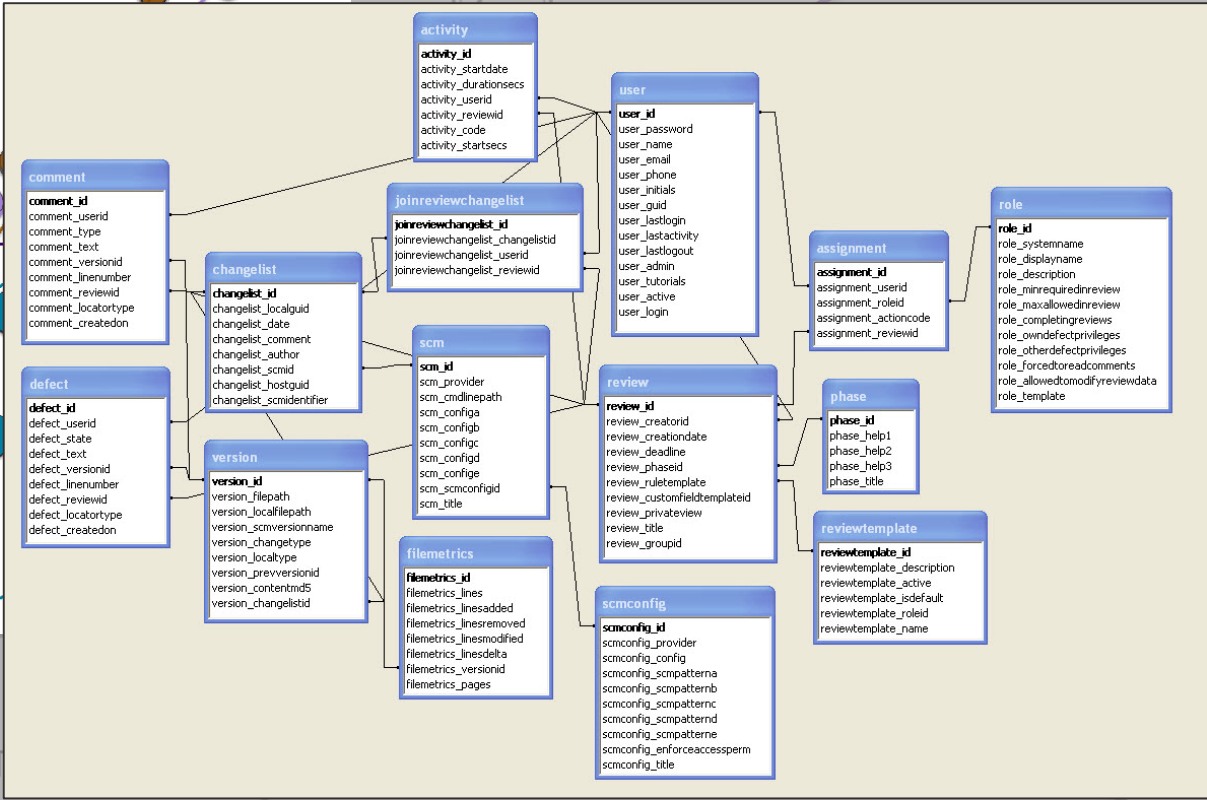 activity
activity_id
activity_startdate
activity_durationsecs
activity_userid
activity_reviewid
activity_code
activity_startsecs
user
user_id
user_password
user_name
user_email
user_phone
user_initials
user_guid
user_lastlogin
user_lastactivity
user_lastlogout
user_admin
user_tutorials
user_active
user_login
comment
comment_id
comment_userid
comment_type
comment_text
comment_versionid
comment_linenumber
comment_reviewid
comment_locatortype
comment_createdon
joinreviewchangelist
joinreviewchangelist_id
joinreviewchangelist_changelistid
joinreviewchangelist_userid
joinreviewchangelist_reviewid
role
role_id
role_systemname
role_displayname
role_description
role_minrequiredinreview
role_maxallowedinreview
role_completingreviews
role_owndefectprivileges
role_otherdefectprivileges
role_forcedtoreadcomments
role_allowedtomodifyreviewdata
role_template
assignment
assignment_id
assignment_userid
assignment_roleid
assignment_actioncode
assignment_reviewid
changelist
changelist_id
changelist_localguid
changelist_date
changelist_comment
changelist_author
changelist_scmid
changelist_hostguid
changelist_scmidentifier
scm
scm_id
scm_provider
scm_cmdlinepath
scm_configa
scm_configb
scm_configc
scm_configd
scm_confige
scm_scmconfigid
scm_title
defect
defect_id
defect_userid
defect_state
defect_text
defect_versionid
defect_linenumber
defect_reviewid
defect_locatortype
defect_createdon
review
review_id
review_creatorid
review_creationdate
review_deadline
review_phaseid
review_ruletemplate
review_customfieldtemplateid
review_privateview
review_title
review_groupid
phase
phase_id
phase_help1
phase_help2
phase_help3
phase_title
version
version_id
version_filepath
version_localfilepath
version_scmversionname
version_changetype
version_localtype
version_prevversionid
version_contentmd5
version_changelistid
reviewtemplate
reviewtemplate_id
reviewtemplate_description
reviewtemplate_active
reviewtemplate_isdefault
reviewtemplate_roleid
reviewtemplate_name
filemetrics
filemetrics_id
filemetrics_lines
filemetrics_linesadded
filemetrics_linesremoved
filemetrics_linesmodified
filemetrics_linesdelta
filemetrics_versionid
filemetrics_pages
scmconfig
scmconfig_id
scmconfig_provider
scmconfig_config
scmconfig_scmpatterna
scmconfig_scmpatternb
scmconfig_scmpatternc
scmconfig_scmpatternd
scmconfig_scmpatterne
scmconfig_enforceaccessperm
scmconfig_title